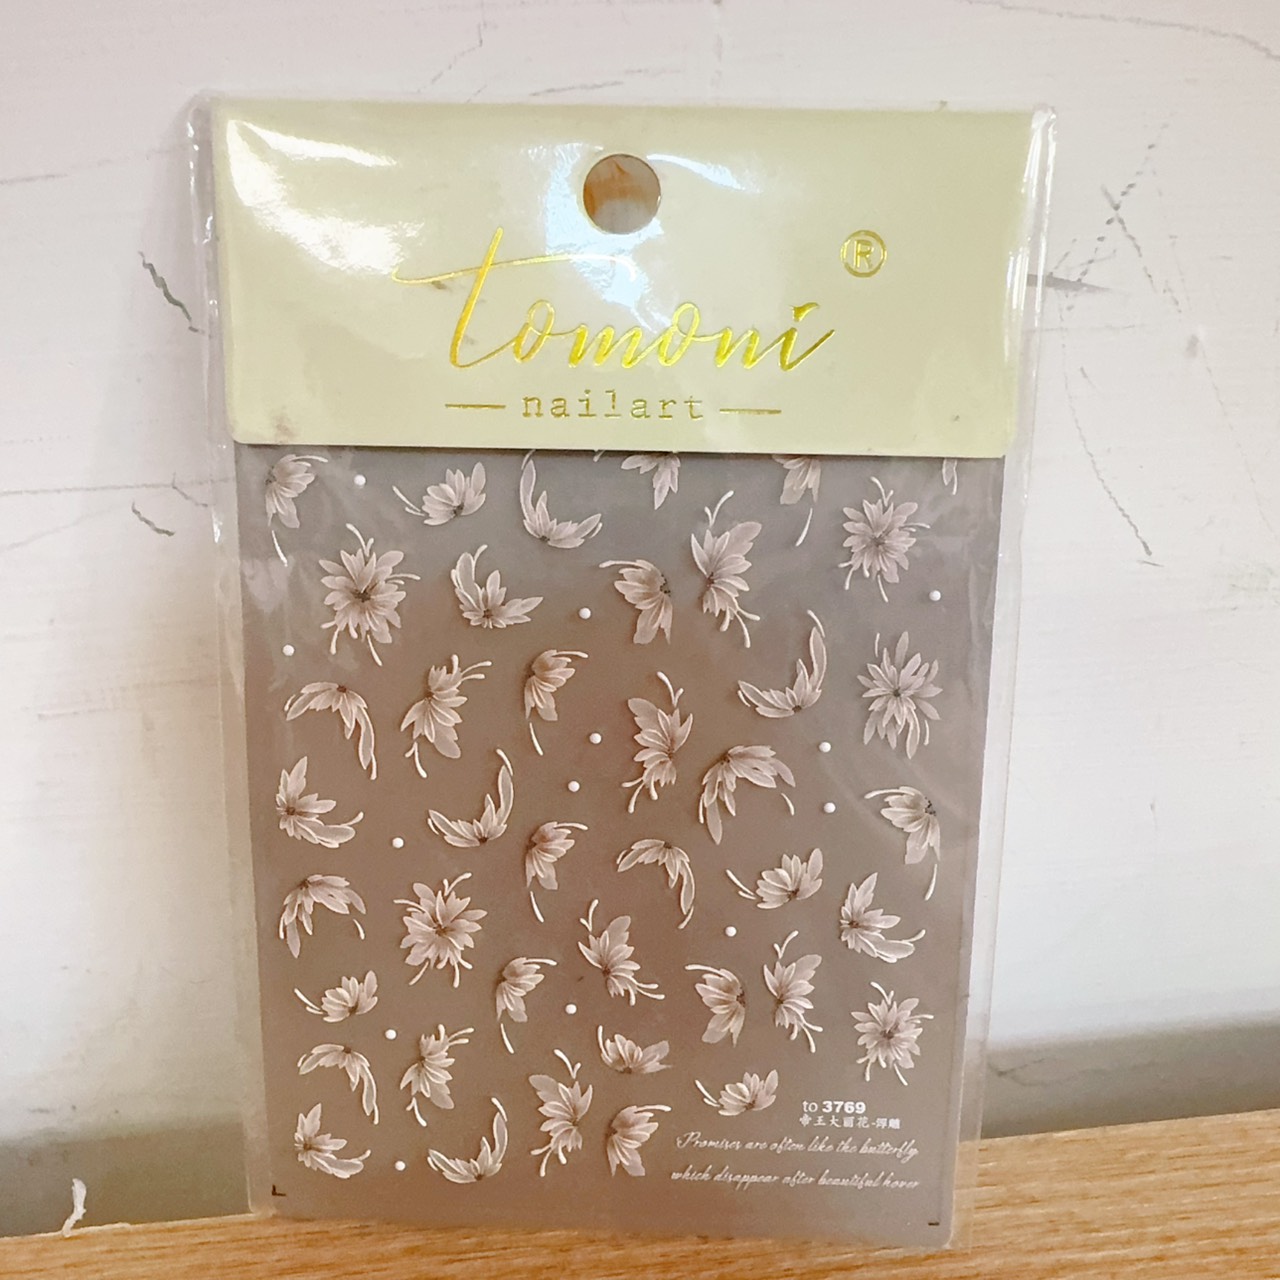 tomoni
®
nailart
to 3769
帝王大丽花-浮雕
Promises are often like the butterfly
which disappear after beautiful hover